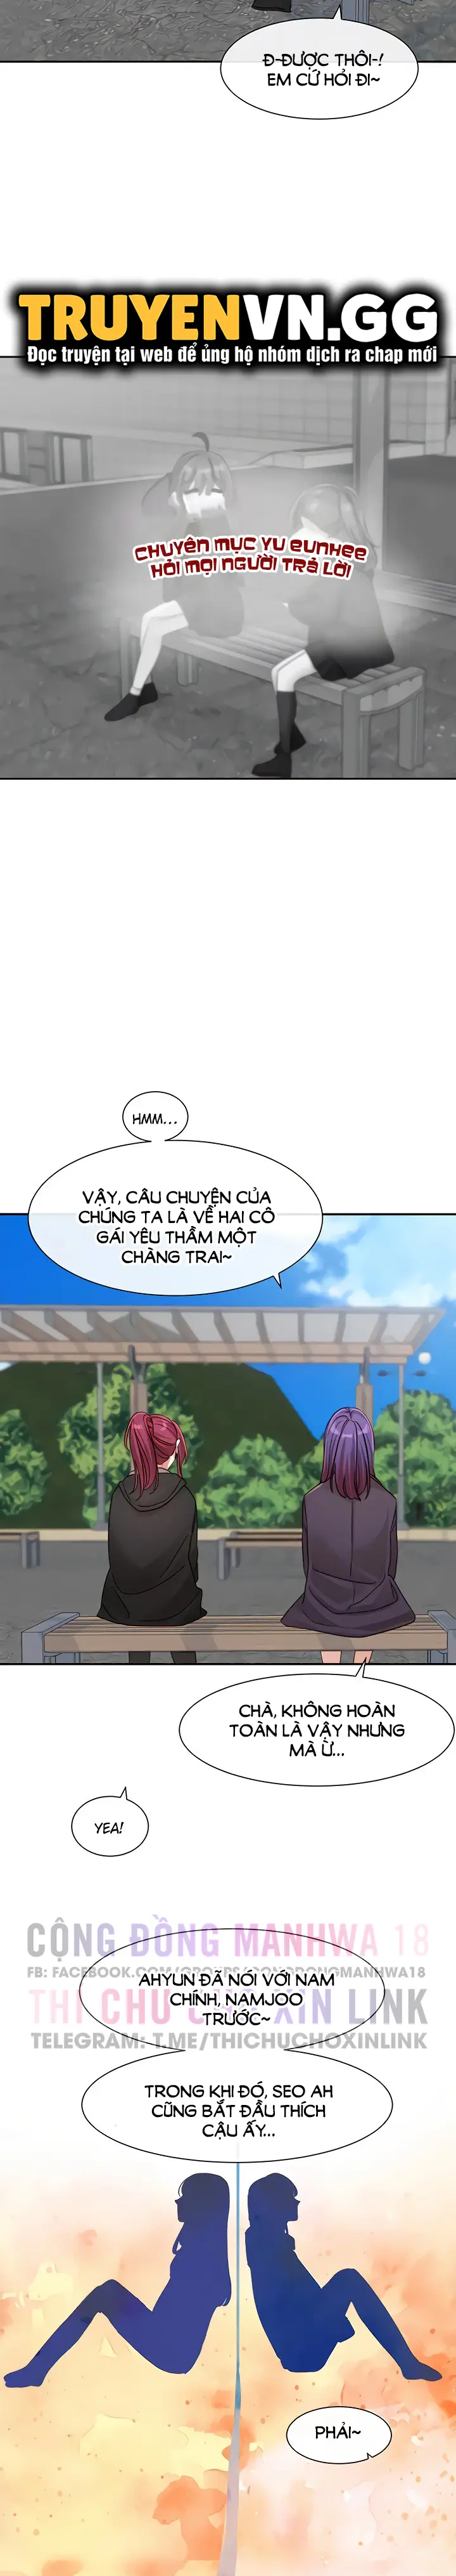 Đ-ĐƯỢC THÔI-!
EM CỨ HỎI ĐI~
TRUYENVN.GG
Đọc truyện tại web để ủng hộ nhóm dịch ra chap mới
CHUYÊN MỤC YU EUNHEE
HỎI MỌI NGƯỜI TRẢ LỜI
HMM...
VẬY, CÂU CHUYỆN CỦA
CHÚNG TA LÀ VỀ HAI CÔ
GÁI YÊU THẦM MỘT
CHÀNG TRAI~
CHÀ, KHÔNG HOÀN
TOÀN LÀ VẬY NHƯNG
MÀ Ừ...
YEA!
CỘNG ĐỒNG MANHWA 18
AHYUN ĐÃ NÓI VỚI NAM
CHÍNH, NAMJOO
TRƯỚC~
TELEGRAM: T.ME/THICHUCHOXINLINK
TRONG KHI ĐÓ, SEO AH
CŨNG BẮT ĐẦU THÍCH
CẬU ẤY...
PHẢI~